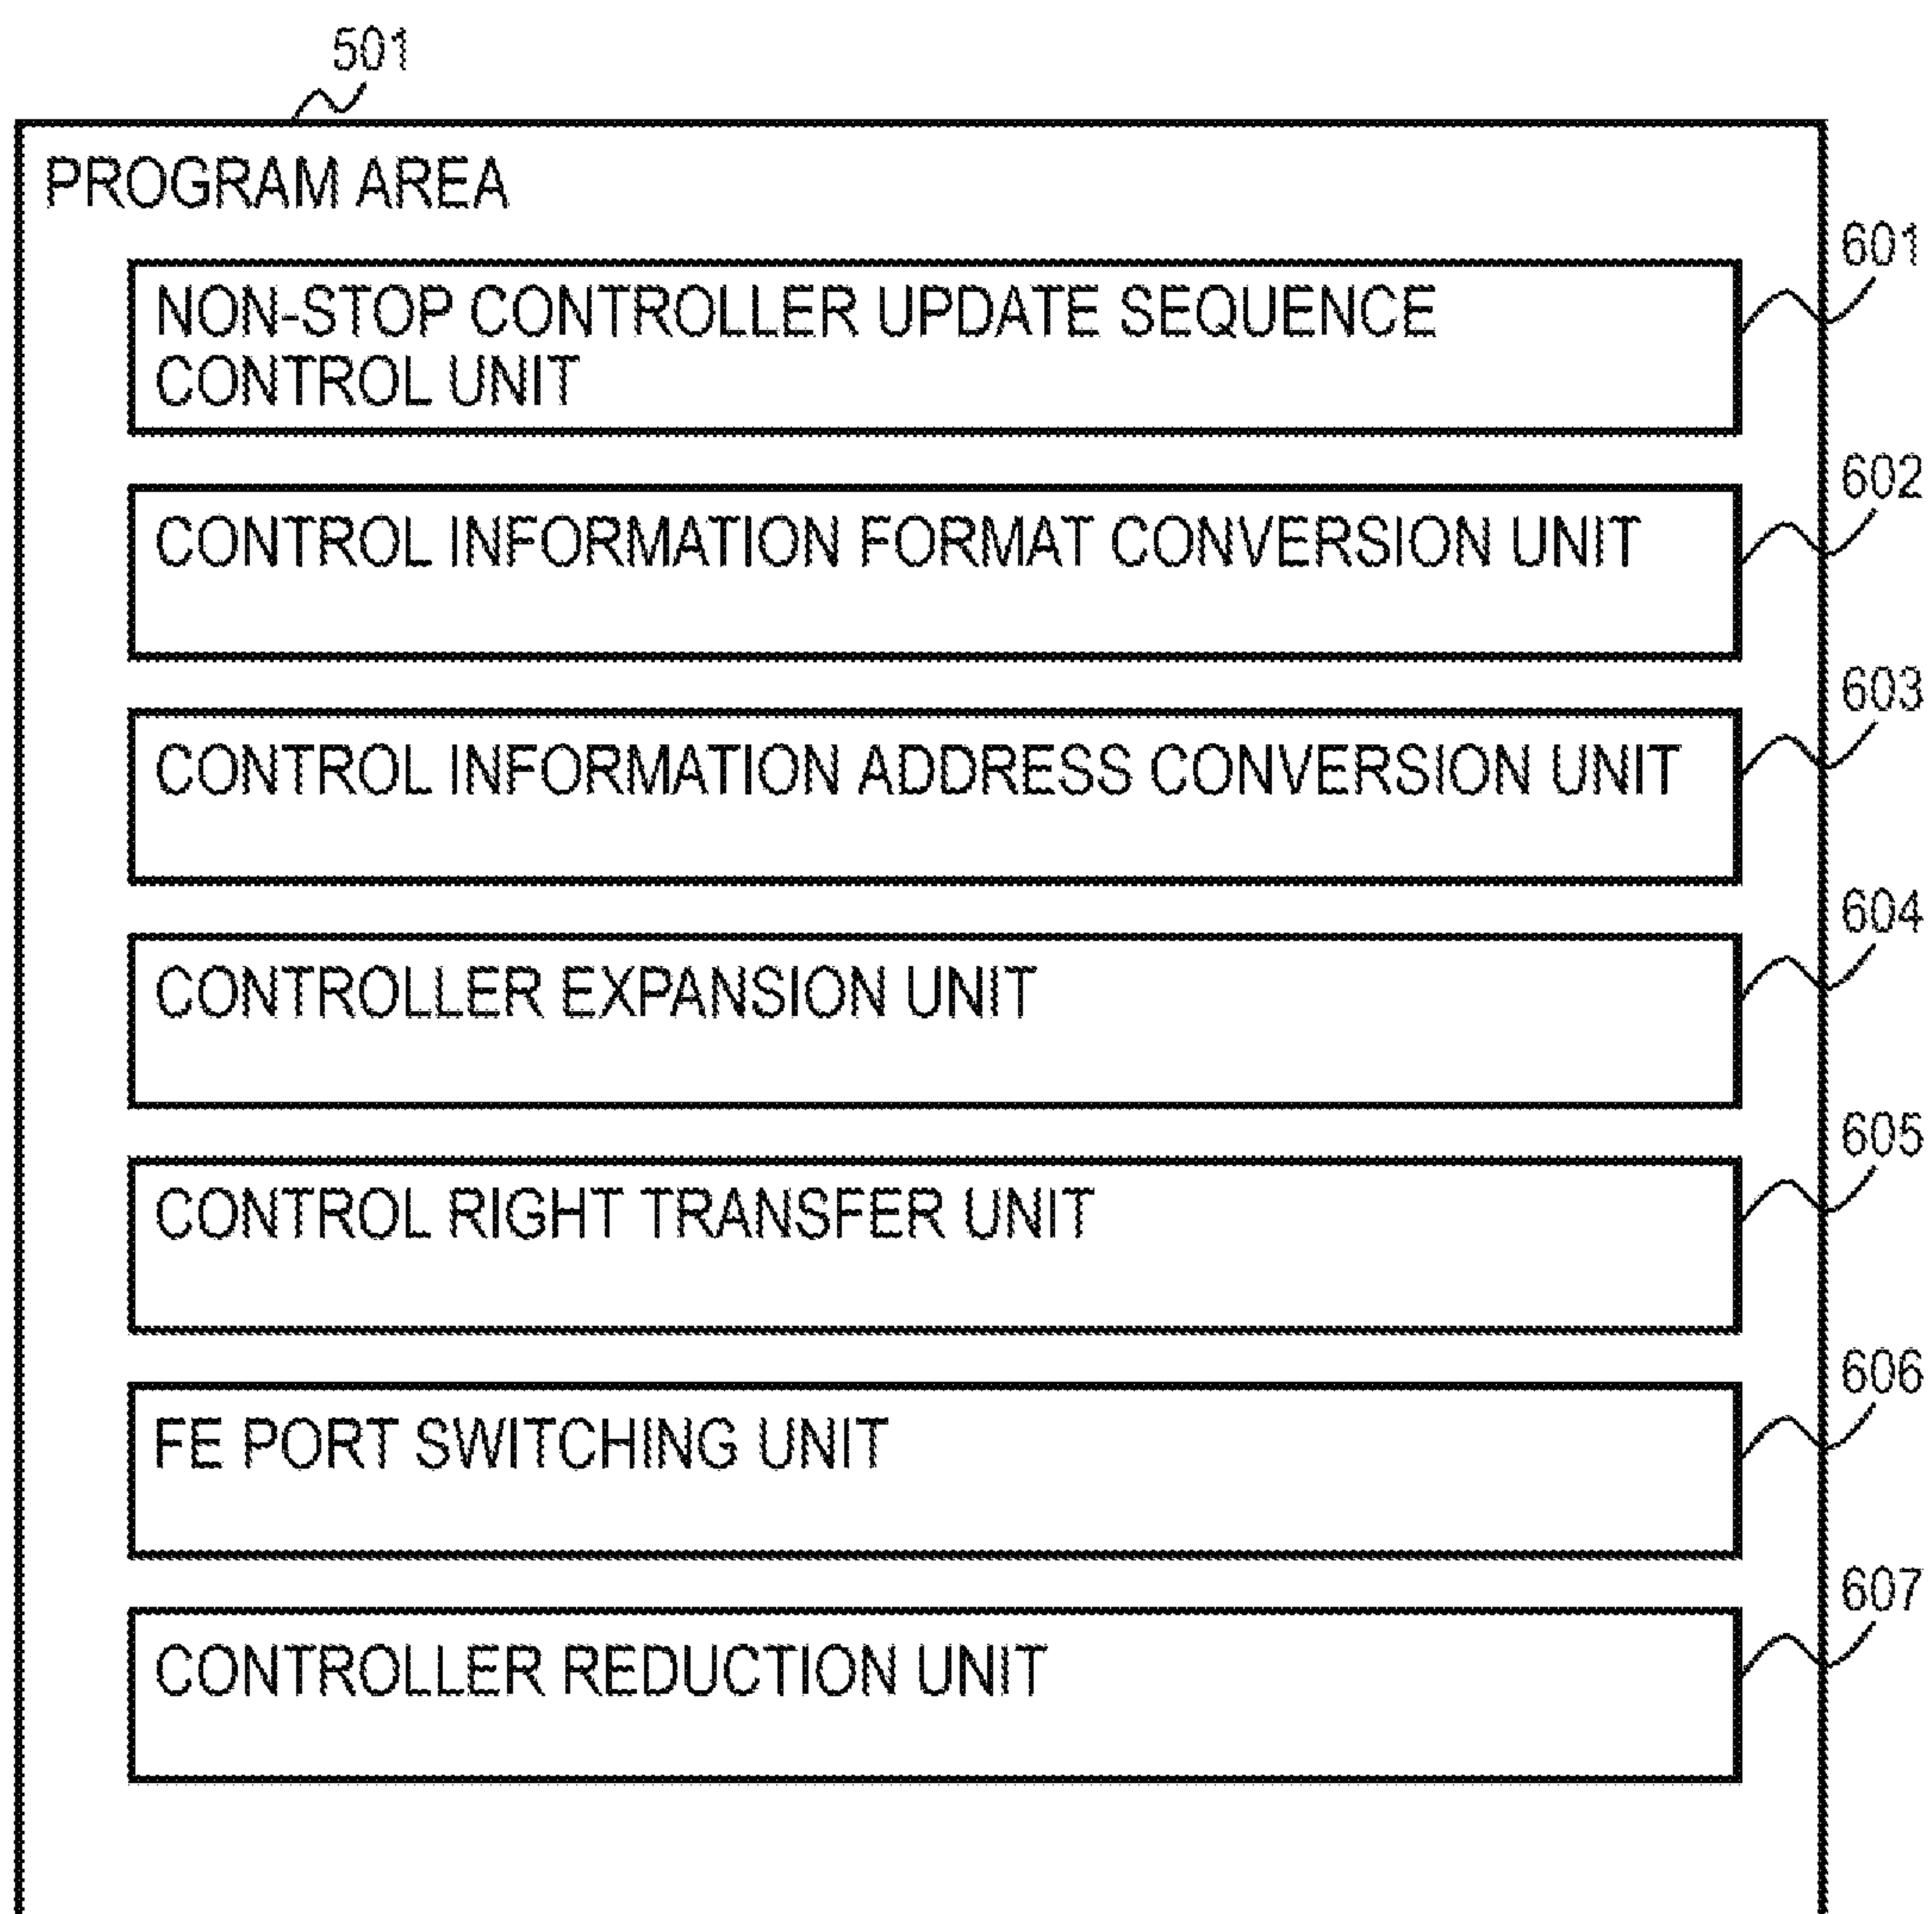 501
PROGRAM AREA
601
NON-STOP CONTROLLER UPDATE SEQUENCE
CONTROL UNIT
602
CONTROL INFORMATION FORMAT CONVERSION UNIT
603
CONTROL INFORMATION ADDRESS CONVERSION UNIT
604
CONTROLLER EXPANSION UNIT
605
CONTROL RIGHT TRANSFER UNIT
606
FE PORT SWITCHING UNIT
607
CONTROLLER REDUCTION UNIT